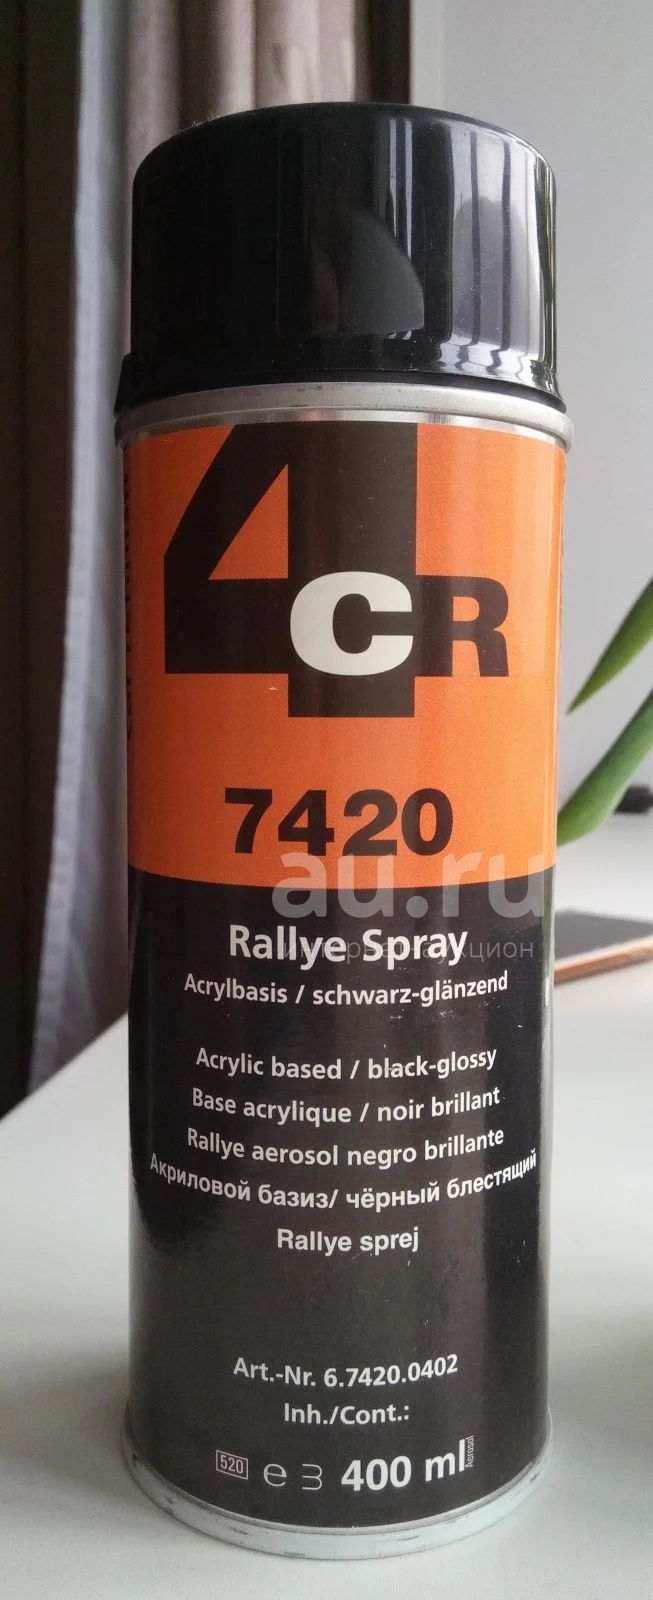 4CR
7420
au.ru
интернет-аукцион
Rallye Spray
Acrylbasis / schwarz-glänzend
Acrylic based / black-glossy
Base acrylique / noir brillant
Rallye aerosol negro brillante
Акриловой базиз/ чёрный блестящий
Rallye sprej
Art.-Nr. 6.7420.0402
Inh./Cont.:
520 e 3 400 ml Aerosol